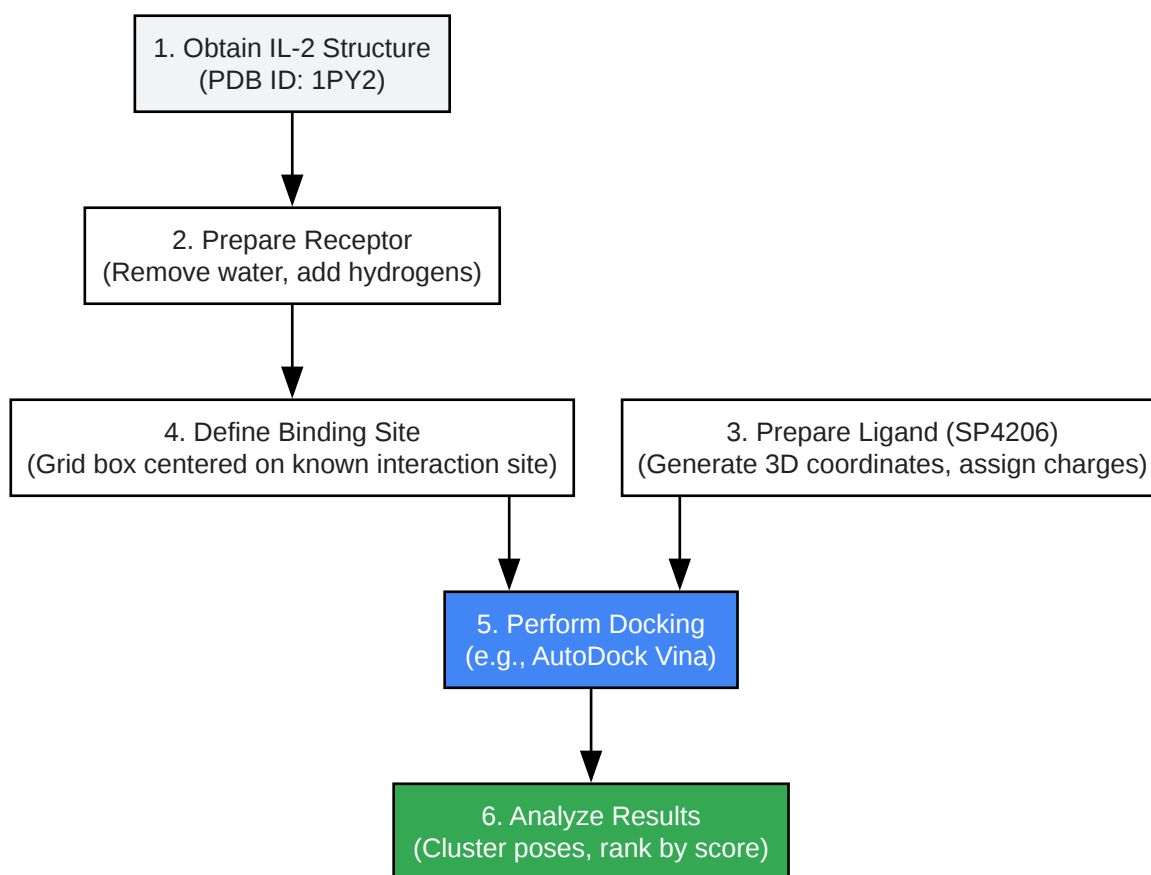 1. Obtain IL-2 Structure
(PDB ID: 1PY2)
2. Prepare Receptor
(Remove water, add hydrogens)
4. Define Binding Site
(Grid box centered on known interaction site)
3. Prepare Ligand (SP4206)
(Generate 3D coordinates, assign charges)
5. Perform Docking
(e.g., AutoDock Vina)
6. Analyze Results
(Cluster poses, rank by score)